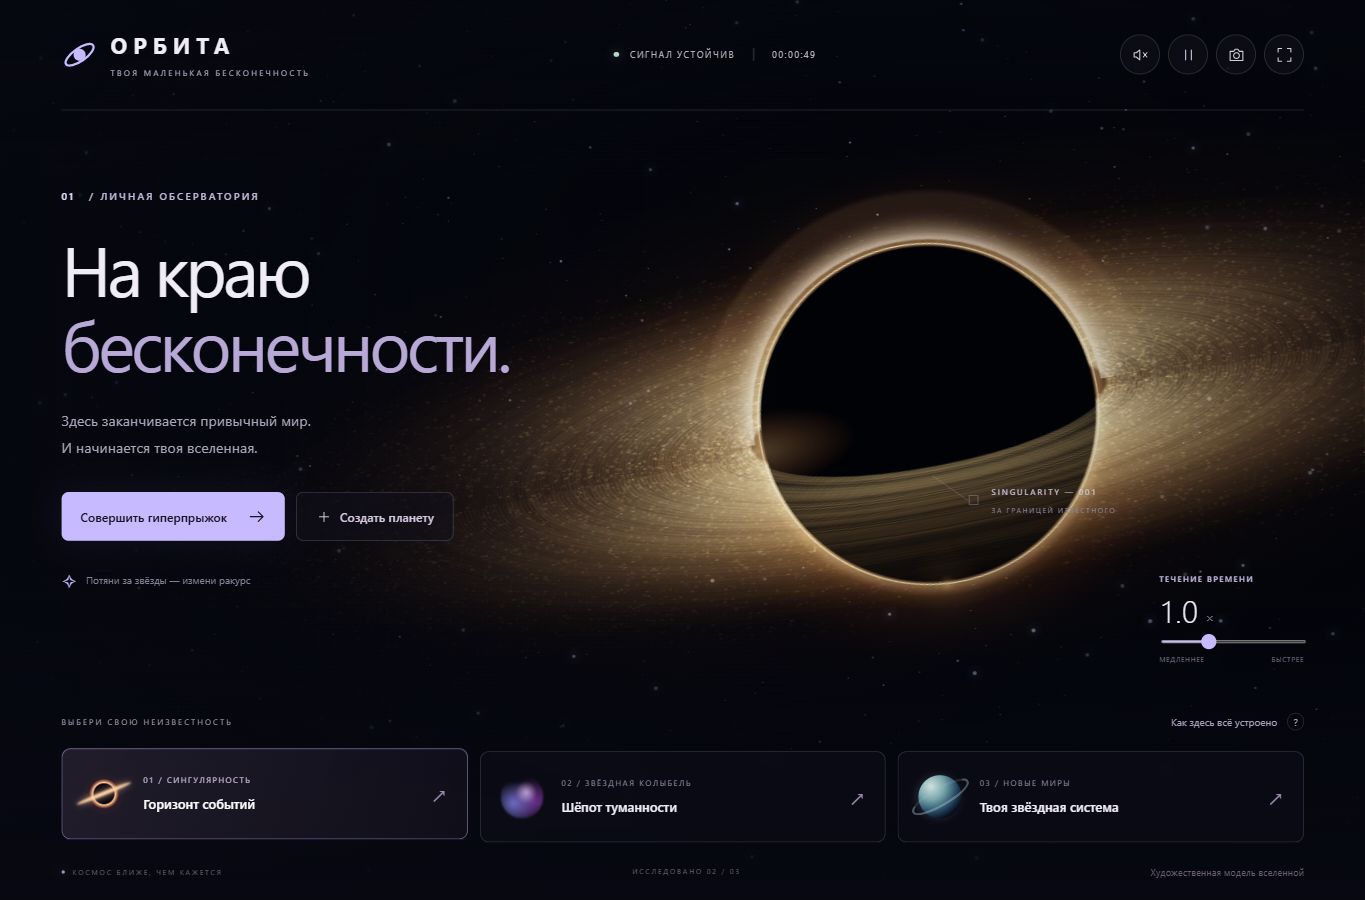 ОРБИТА
ТВОЯ МАЛЕНЬКАЯ БЕСКОНЕЧНОСТЬ
СИГНАЛ УСТОЙЧИВ
00:00:49
01 / ЛИЧНАЯ ОБСЕРВАТОРИЯ
На краю
бесконечности.
Здесь заканчивается привычный мир.
И начинается твоя вселенная.
Совершить гиперпрыжок →
+ Создать планету
Потяни за звёзды — измени ракурс
SINGULARITY — 001
ЗА ГРАНИЦЕЙ ИЗВЕСТНОГО
ТЕЧЕНИЕ ВРЕМЕНИ
1.0 ×
МЕДЛЕННЕЕ
БЫСТРЕЕ
ВЫБЕРИ СВОЮ НЕИЗВЕСТНОСТЬ
Как здесь всё устроено ?
01 / СИНГУЛЯРНОСТЬ
Горизонт событий
02 / ЗВЁЗДНАЯ КОЛЫБЕЛЬ
Шёпот туманности
03 / НОВЫЕ МИРЫ
Твоя звёздная система
КОСМОС БЛИЖЕ, ЧЕМ КАЖЕТСЯ
ИССЛЕДОВАНО 02 / 03
Художественная модель вселенной